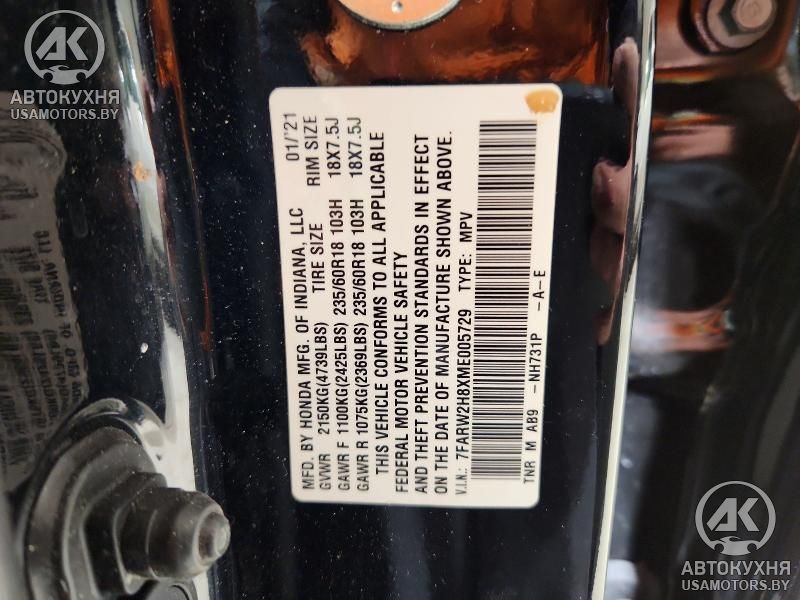 AK
АВТОКУХНЯ
USAMOTORS.BY
MFD. BY HONDA MFG. OF INDIANA, LLC 01/'21
GVWR 2150KG(4739LBS) TIRE SIZE RIM SIZE
GAWR F 1100KG(2425LBS) 235/60R18 103H 18X7.5J
GAWR R 1075KG(2369LBS) 235/60R18 103H 18X7.5J
THIS VEHICLE CONFORMS TO ALL APPLICABLE
FEDERAL MOTOR VEHICLE SAFETY
AND THEFT PREVENTION STANDARDS IN EFFECT
ON THE DATE OF MANUFACTURE SHOWN ABOVE.
V.I.N.: 7FARW2H8XME005729 TYPE: MPV
TNR M AB9 -NH731P -A-E
AK
АВТОКУХНЯ
USAMOTORS.BY